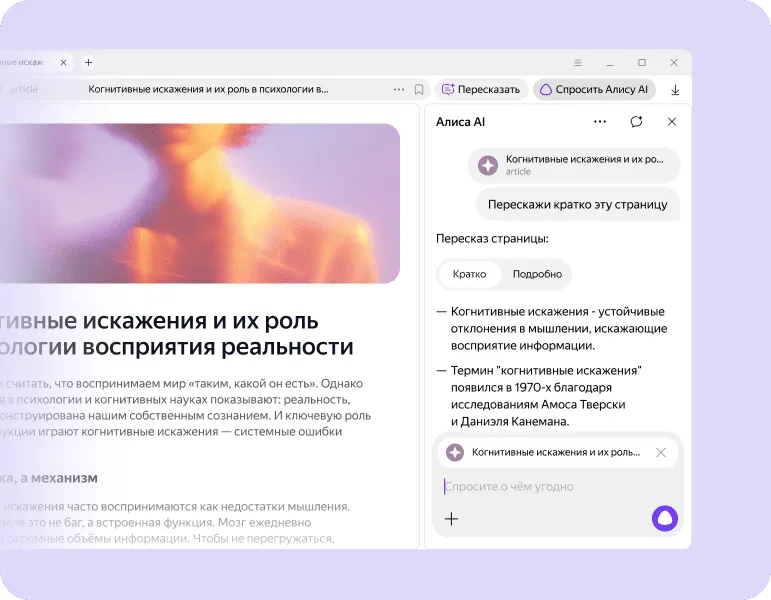 ные искаж
article
Когнитивные искажения и их роль в психологии в...
Пересказать
Спросить Алису AI
тивные искажения и их роль
ологии восприятия реальности
считать, что воспринимаем мир «таким, какой он есть». Однако
в психологии и когнитивных науках показывают: реальность,
онструирована нашим собственным сознанием. И ключевую роль
укции играют когнитивные искажения — системные ошибки
ка, а механизм
искажения часто воспринимаются как недостатки мышления.
деле это не баг, а встроенная функция. Мозг ежедневно
огромные объёмы информации. Чтобы не перегружаться,
Алиса AI
Когнитивные искажения и их ро...
article
Перескажи кратко эту страницу
Пересказ страницы:
Кратко
Подробно
— Когнитивные искажения - устойчивые
отклонения в мышлении, искажающие
восприятие информации.
— Термин "когнитивные искажения"
появился в 1970-х благодаря
исследованиям Амоса Тверски
и Даниэля Канемана.
Когнитивные искажения и их роль...
Спросите о чём угодно